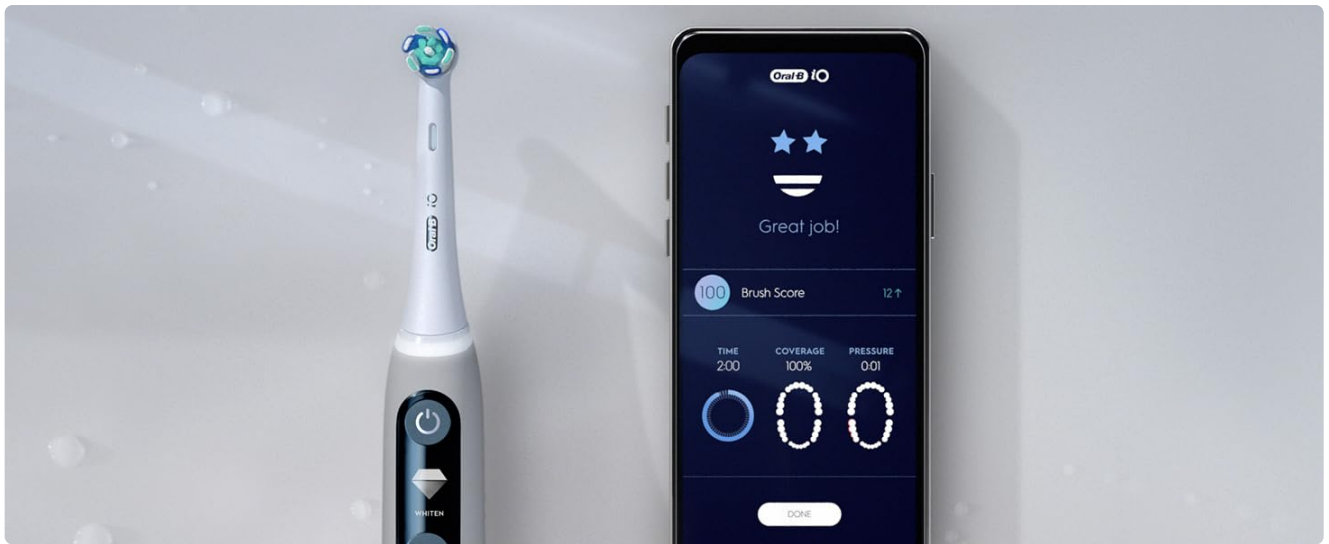 Oral-B iO
Great job!
100 Brush Score 12↑
TIME COVERAGE PRESSURE
2:00 100% 0:01
DONE
Oral-B iO
WHITEN